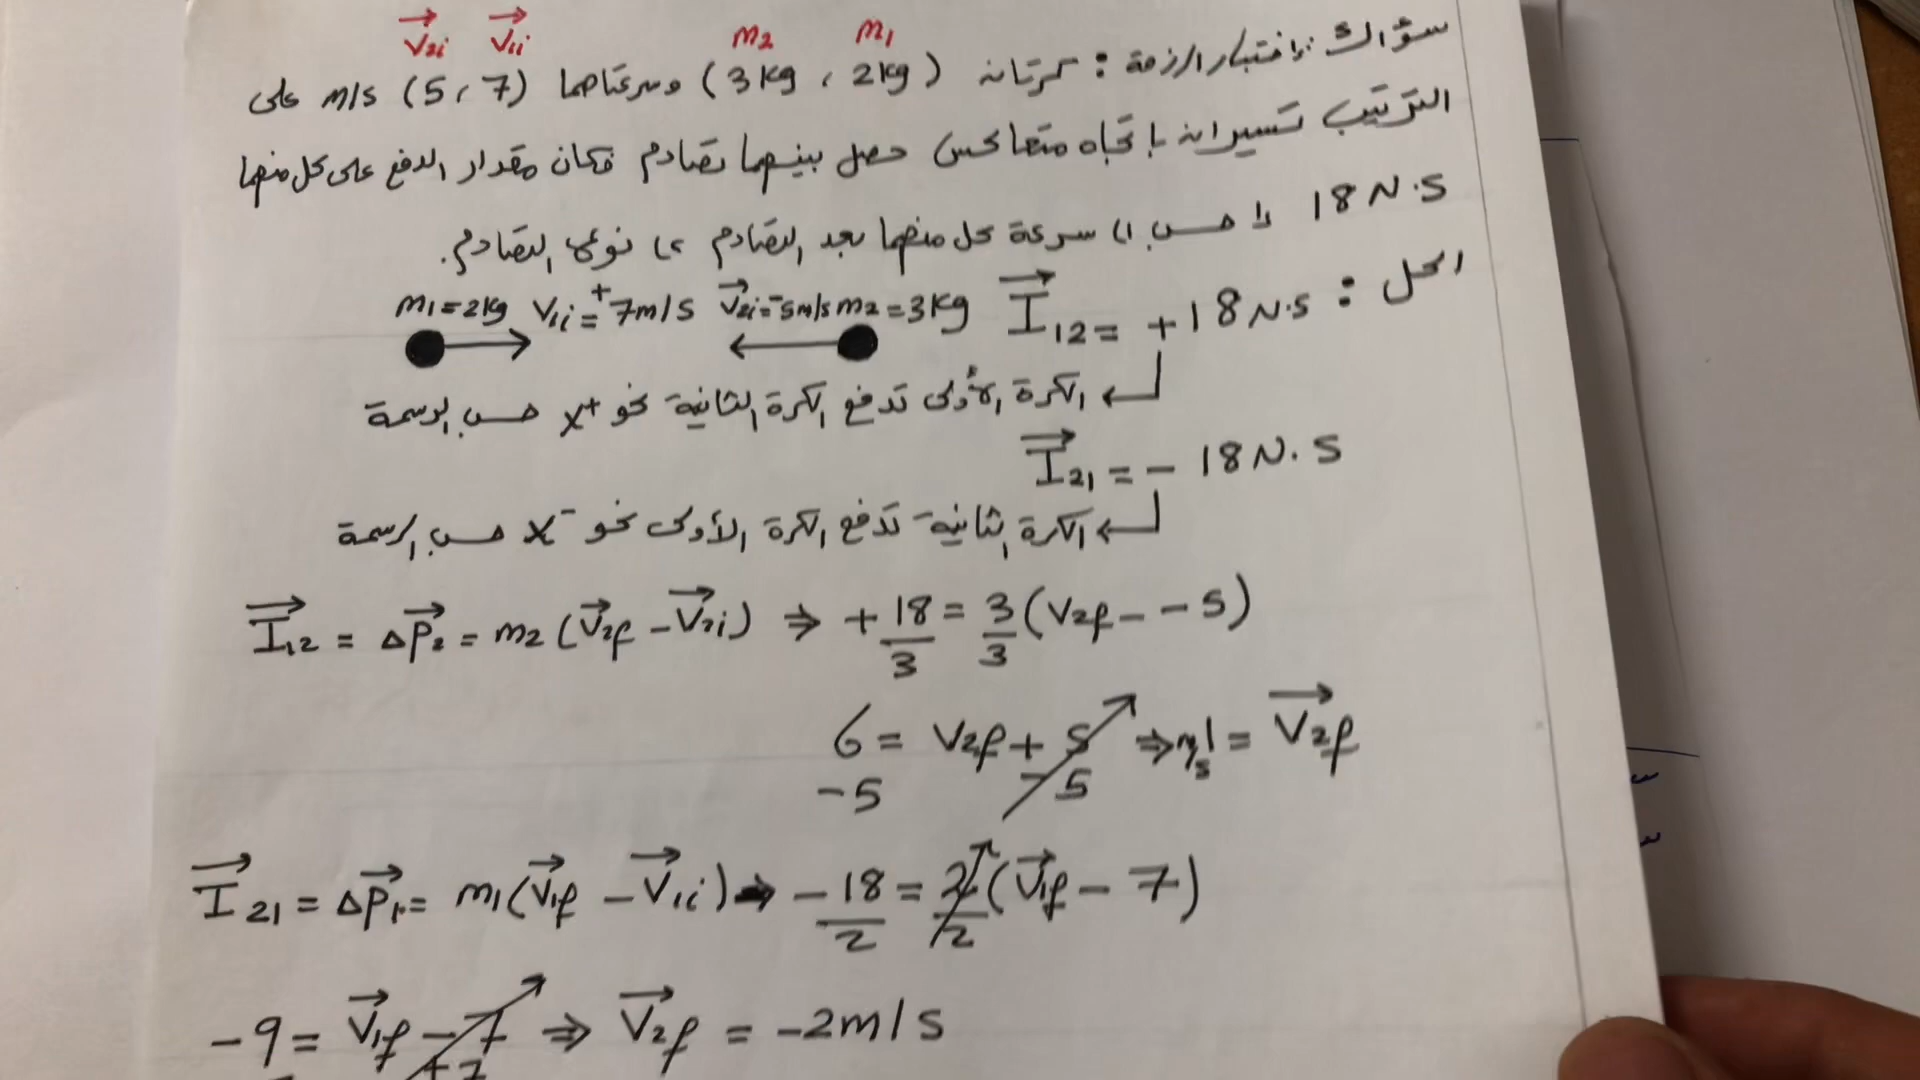 V2i V1i m2 m1
سؤال لاختبار الرزمة : كرتان ( 2kg ، 3kg ) وسرعتاهما ( 7 ، 5 ) m/s على
الترتيب تسيران باتجاه متعاكس حصل بينهما تصادم فكان مقدار الدفع على كل منهما
18 N.S احسب 1) سرعة كل منهما بعد التصادم 2) نوع التصادم.
الحل : I12 = +18 N.S
m1=2kg V1i=+7m/s V2i=-5m/s m2=3kg
الكرة الأولى تدفع الكرة الثانية نحو x+ حسب الرسمة
I21 = - 18 N.S
الكرة الثانية تدفع الكرة الأولى نحو x- حسب الرسمة
I12 = ΔP2 = m2 (V2f - V2i) ⇒ +18/3 = 3/3 (V2f - - 5)
6 = V2f + 5 ⇒ m/s 1 = V2f
-5 -5
I21 = ΔP1 = m1 (V1f - V1i) → -18/2 = 2/2 (V1f - 7)
-9 = V1f - 7 ⇒ V2f = -2m/s
+7